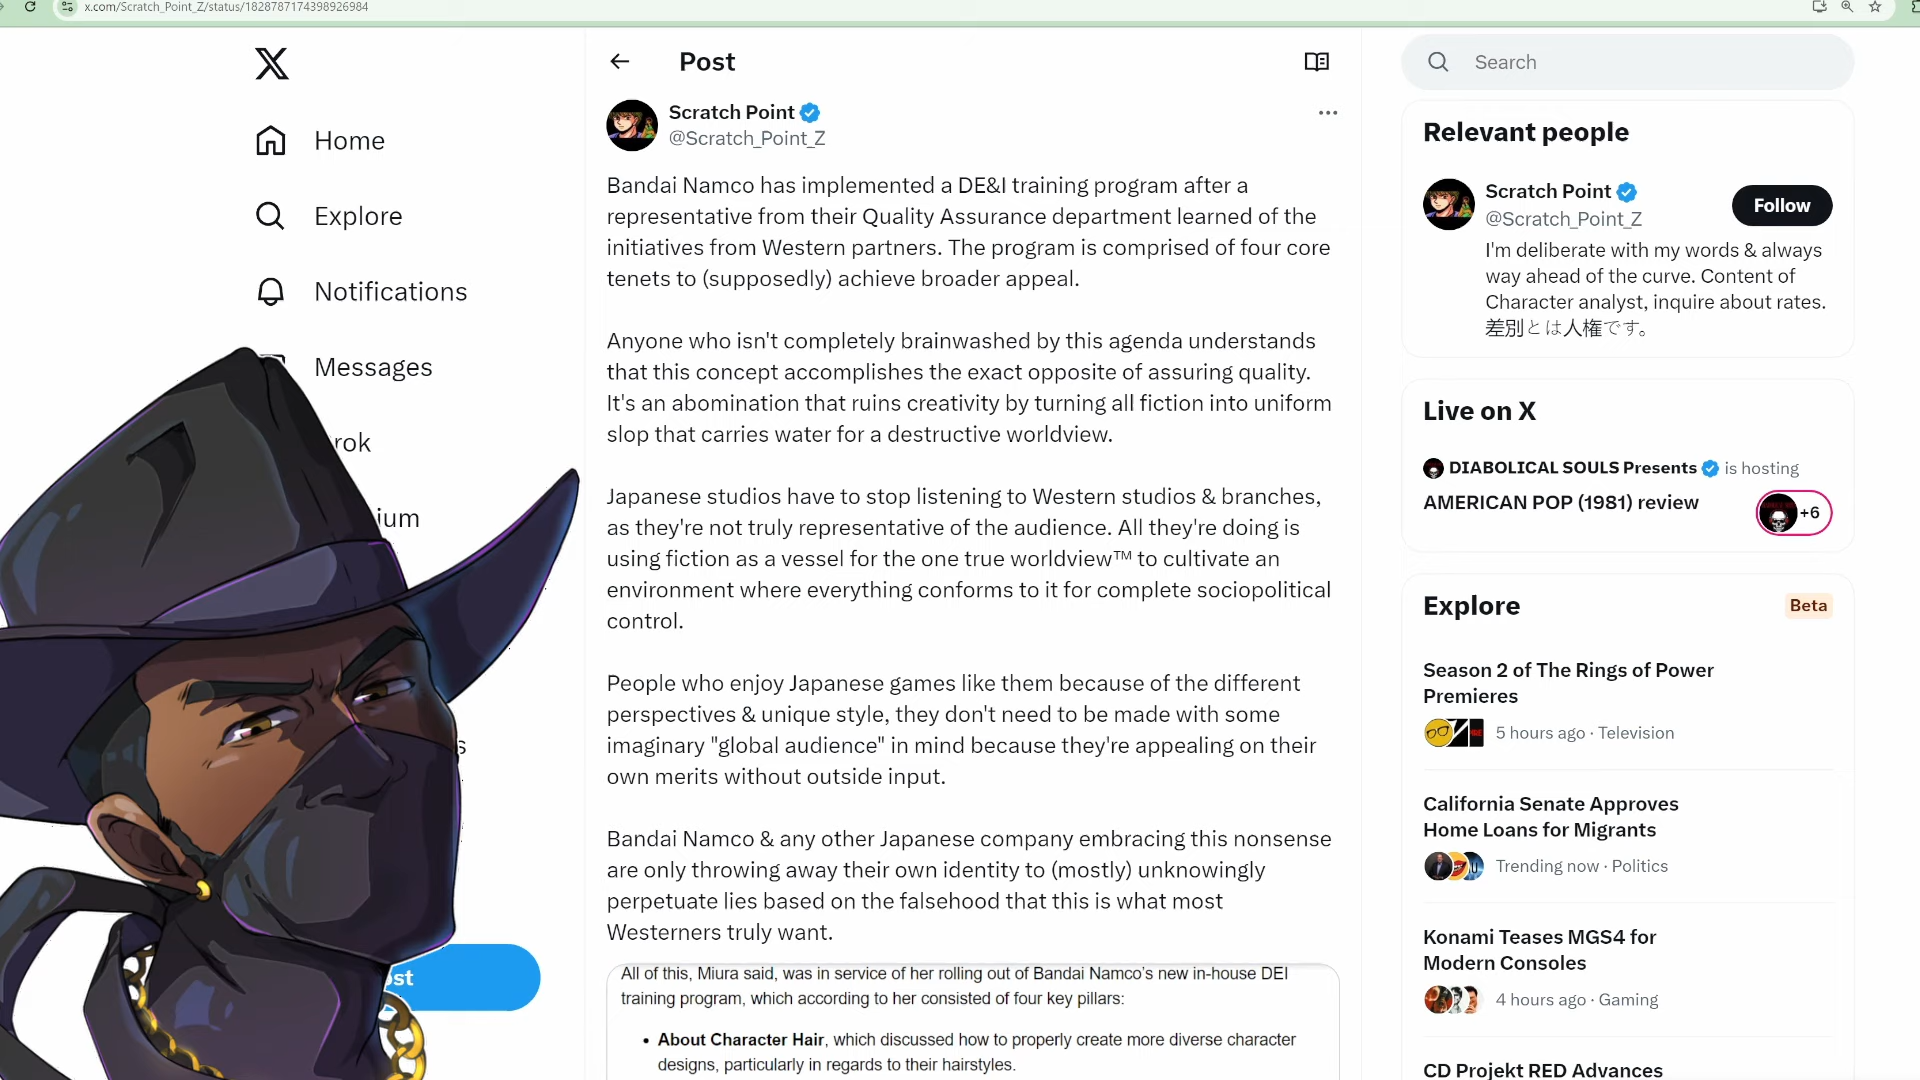 x.com/Scratch_Point_Z/status/1828787174398926984
Home
Explore
Notifications
Messages
rok
ium
s
st
Post
Scratch Point
@Scratch_Point_Z
Bandai Namco has implemented a DE&I training program after a
representative from their Quality Assurance department learned of the
initiatives from Western partners. The program is comprised of four core
tenets to (supposedly) achieve broader appeal.
Anyone who isn't completely brainwashed by this agenda understands
that this concept accomplishes the exact opposite of assuring quality.
It's an abomination that ruins creativity by turning all fiction into uniform
slop that carries water for a destructive worldview.
Japanese studios have to stop listening to Western studios & branches,
as they're not truly representative of the audience. All they're doing is
using fiction as a vessel for the one true worldview™ to cultivate an
environment where everything conforms to it for complete sociopolitical
control.
People who enjoy Japanese games like them because of the different
perspectives & unique style, they don't need to be made with some
imaginary "global audience" in mind because they're appealing on their
own merits without outside input.
Bandai Namco & any other Japanese company embracing this nonsense
are only throwing away their own identity to (mostly) unknowingly
perpetuate lies based on the falsehood that this is what most
Westerners truly want.
All of this, Miura said, was in service of her rolling out of Bandai Namco's new in-house DEI
training program, which according to her consisted of four key pillars:
• About Character Hair, which discussed how to properly create more diverse character
designs, particularly in regards to their hairstyles.
Search
Relevant people
Scratch Point
@Scratch_Point_Z
Follow
I'm deliberate with my words & always
way ahead of the curve. Content of
Character analyst, inquire about rates.
差別とは人権です。
Live on X
DIABOLICAL SOULS Presents is hosting
AMERICAN POP (1981) review
+6
Explore
Beta
Season 2 of The Rings of Power
Premieres
5 hours ago · Television
California Senate Approves
Home Loans for Migrants
Trending now · Politics
Konami Teases MGS4 for
Modern Consoles
4 hours ago · Gaming
CD Projekt RED Advances